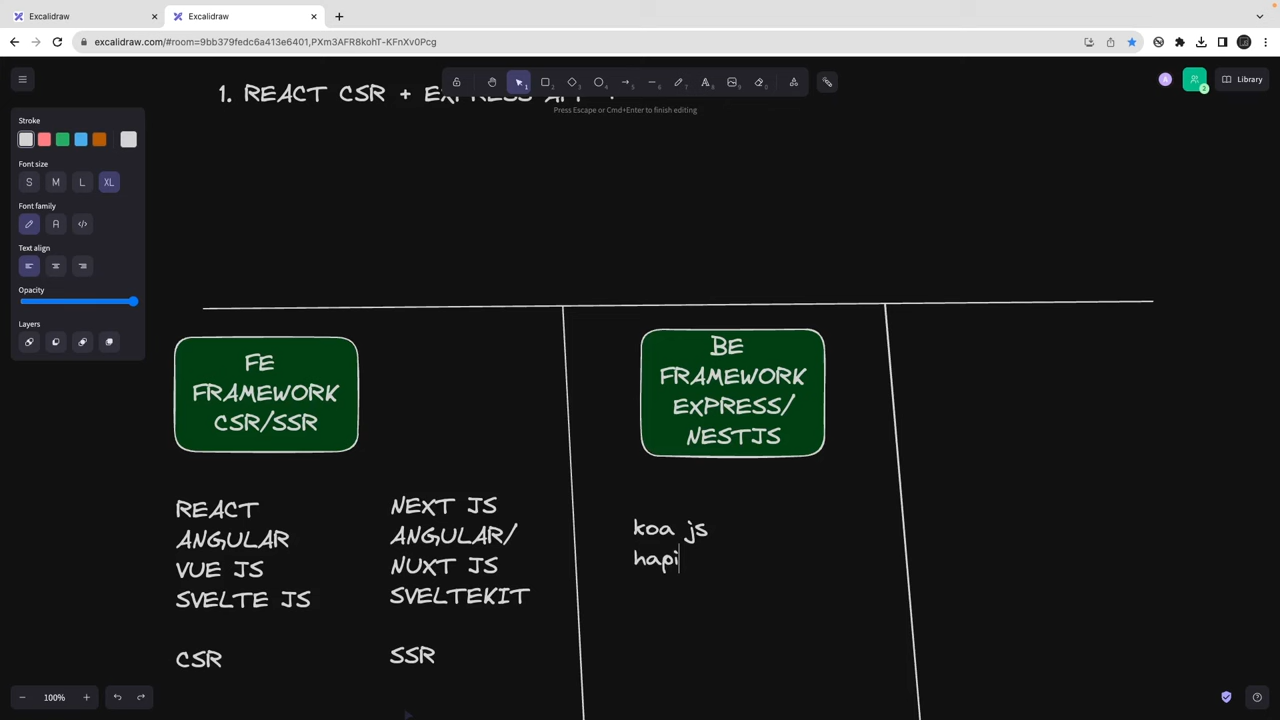 Excalidraw
Excalidraw
excalidraw.com/#room=9bb379fedc6a413e6401,PXm3AFR8kohT-KFnXv0Pcg
1. REACT CSR +
Press Escape or Cmd+Enter to finish editing
A
2
Library
Stroke
Font size
S M L XL
Font family
A </>
Text align
Opacity
Layers
FE
FRAMEWORK
CSR/SSR
BE
FRAMEWORK
EXPRESS/
NESTJS
REACT
ANGULAR
VUE JS
SVELTE JS
CSR
NEXT JS
ANGULAR/
NUXT JS
SVELTEKIT
SSR
koa js
hapi
100%